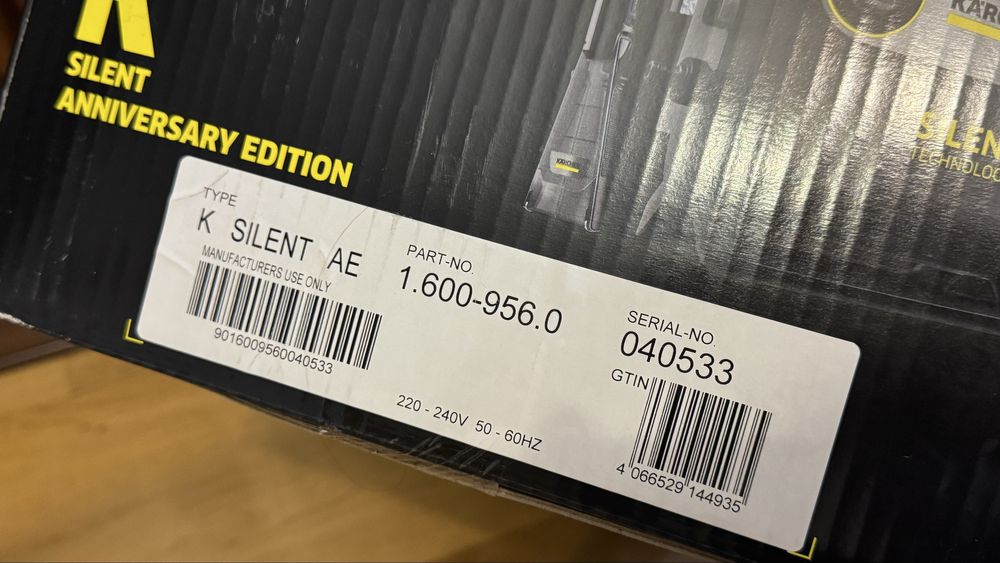 K
SILENT
ANNIVERSARY EDITION
TYPE
K SILENT AE
MANUFACTURERS USE ONLY
9016009560040533
PART-NO.
1.600-956.0
220 - 240V 50 - 60HZ
SERIAL-NO.
040533
GTIN
4 066529 144935
KÄRCHER